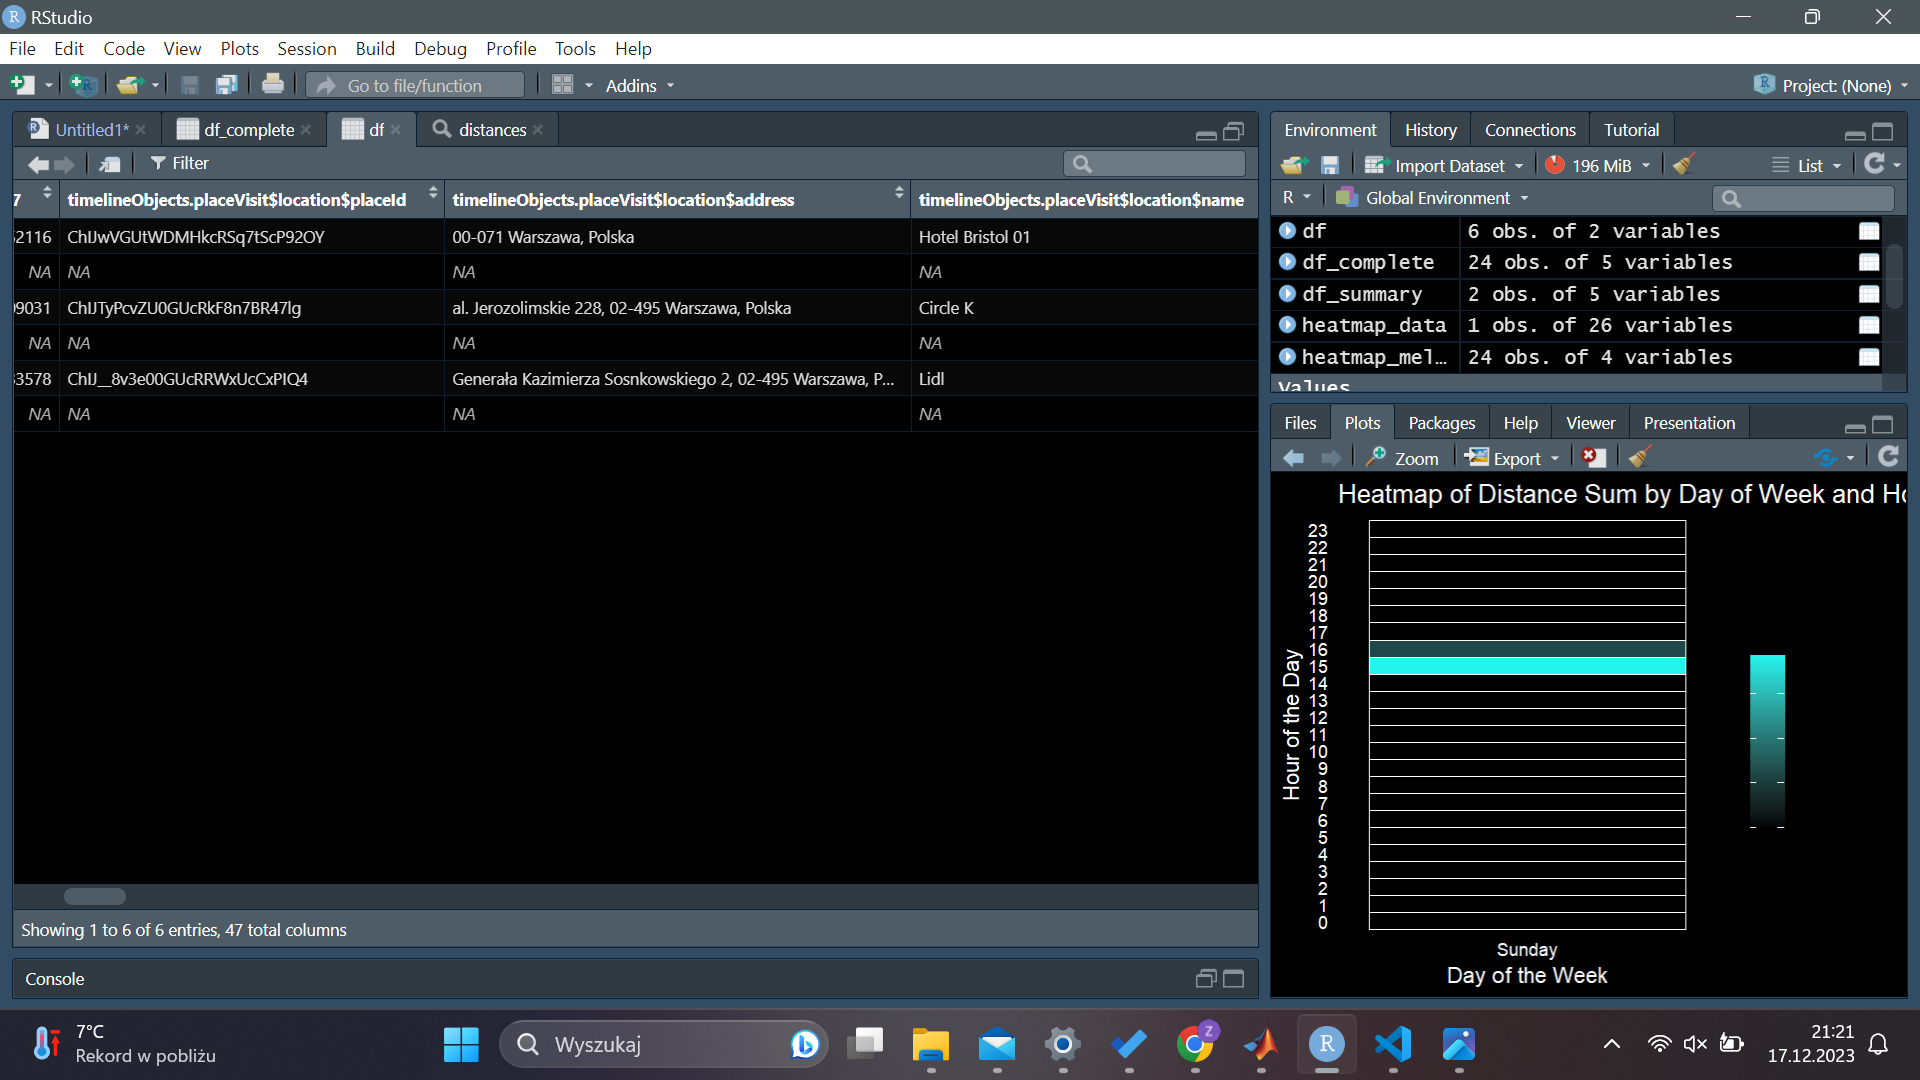 RStudio
File Edit Code View Plots Session Build Debug Profile Tools Help
Go to file/function Addins Project: (None)
Untitled1* df_complete df distances
Filter
7 timelineObjects.placeVisit$location$placeId timelineObjects.placeVisit$location$address timelineObjects.placeVisit$location$name
2116 ChIJwVGUtWDMHkcRSq7tScP92OY 00-071 Warszawa, Polska Hotel Bristol 01
NA NA NA NA
9031 ChIJTyPcvZU0GUcRkF8n7BR47lg al. Jerozolimskie 228, 02-495 Warszawa, Polska Circle K
NA NA NA NA
3578 ChIJ__8v3e00GUcRRWxUcCxPIQ4 Generała Kazimierza Sosnkowskiego 2, 02-495 Warszawa, P... Lidl
NA NA NA NA
Showing 1 to 6 of 6 entries, 47 total columns
Console
Environment History Connections Tutorial
Import Dataset 196 MiB List
R Global Environment
df 6 obs. of 2 variables
df_complete 24 obs. of 5 variables
df_summary 2 obs. of 5 variables
heatmap_data 1 obs. of 26 variables
heatmap_mel... 24 obs. of 4 variables
Values
Files Plots Packages Help Viewer Presentation
Zoom Export
Heatmap of Distance Sum by Day of Week and Ho
23
22
21
20
19
18
17
16
15
14
13
12
11
10
9
8
7
6
5
4
3
2
1
0
Hour of the Day
Sunday
Day of the Week
7°C
Rekord w pobliżu
Wyszukaj
Z
R
21:21
17.12.2023